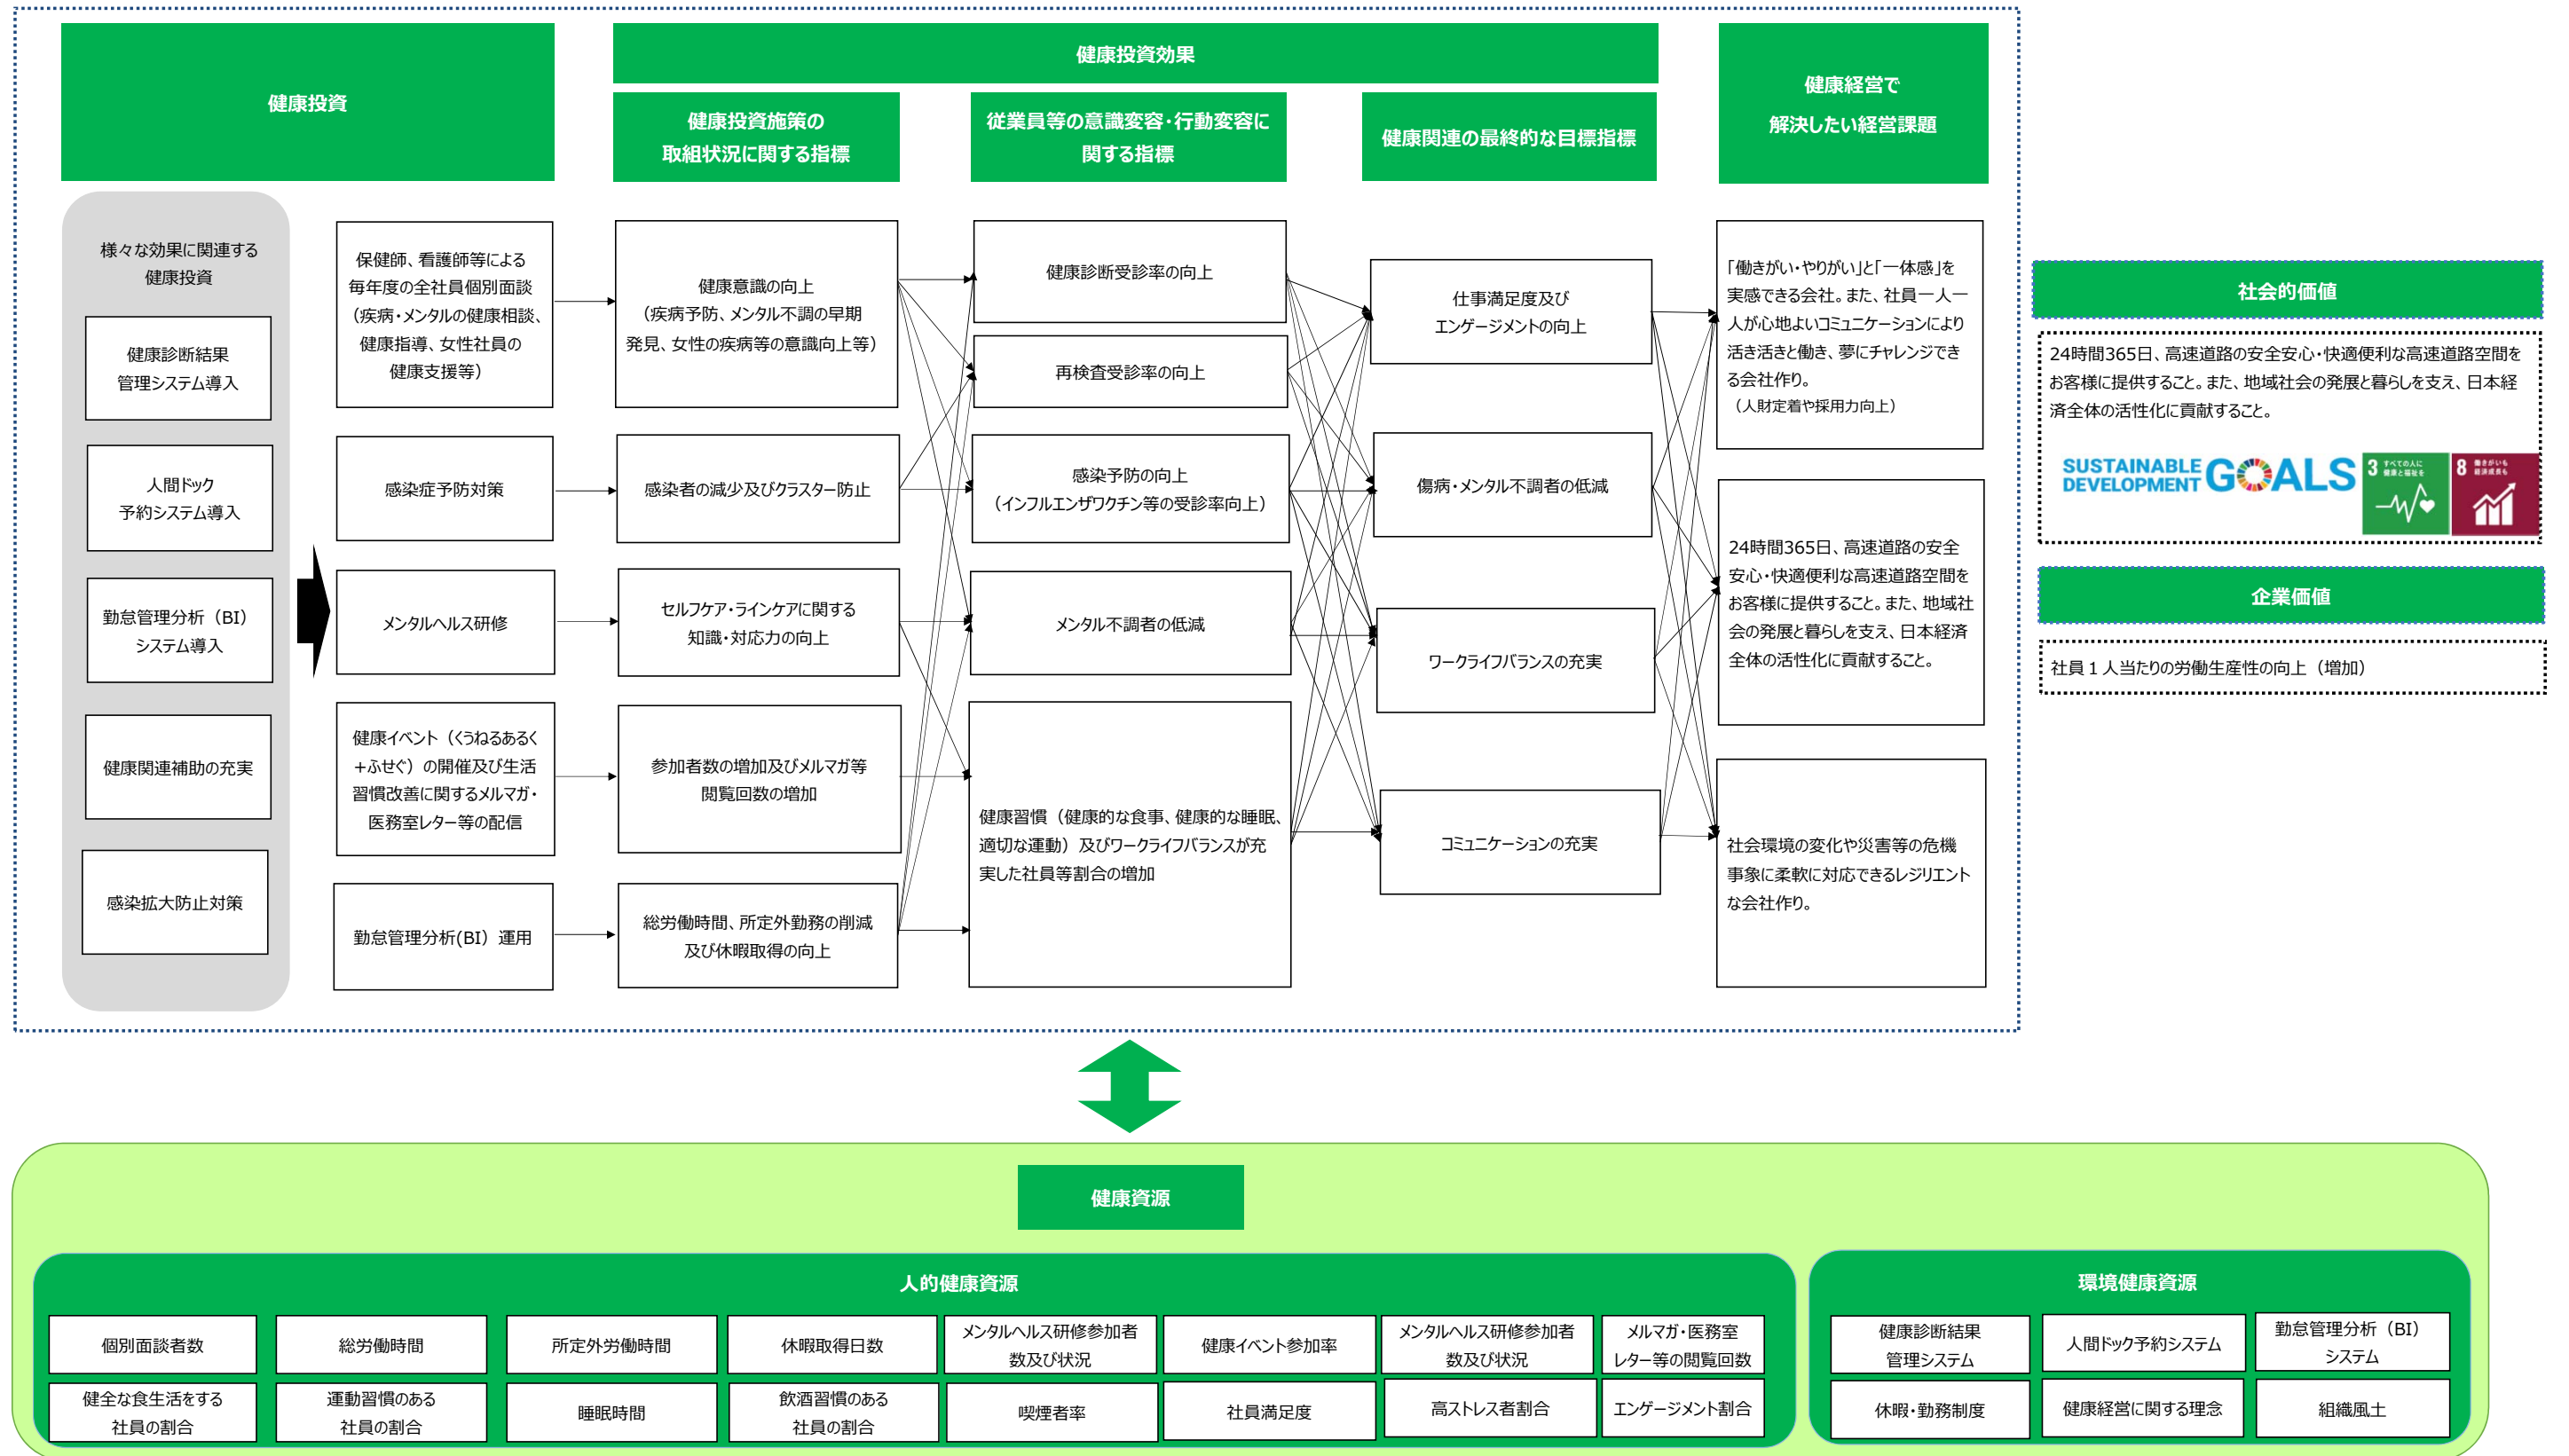 健康投資
健康投資効果
健康経営で
解決したい経営課題
健康投資施策の
取組状況に関する指標
従業員等の意識変容・行動変容に
関する指標
健康関連の最終的な目標指標
様々な効果に関連する
健康投資
健康診断結果
管理システム導入
人間ドック
予約システム導入
勤怠管理分析（BI）
システム導入
健康関連補助の充実
感染拡大防止対策
保健師、看護師等による
毎年度の全社員個別面談
（疾病・メンタルの健康相談、
健康指導、女性社員の
健康支援等）
感染症予防対策
メンタルヘルス研修
健康イベント（くうねるあるく
+ふせぐ）の開催及び生活
習慣改善に関するメルマガ・
医務室レター等の配信
勤怠管理分析(BI）運用
健康意識の向上
（疾病予防、メンタル不調の早期
発見、女性の疾病等の意識向上等）
感染者の減少及びクラスター防止
セルフケア・ラインケアに関する
知識・対応力の向上
参加者数の増加及びメルマガ等
閲覧回数の増加
総労働時間、所定外勤務の削減
及び休暇取得の向上
健康診断受診率の向上
再検査受診率の向上
感染予防の向上
（インフルエンザワクチン等の受診率向上）
メンタル不調者の低減
健康習慣（健康的な食事、健康的な睡眠、
適切な運動）及びワークライフバランスが充
実した社員等割合の増加
仕事満足度及び
エンゲージメントの向上
傷病・メンタル不調者の低減
ワークライフバランスの充実
コミュニケーションの充実
「働きがい・やりがい」と「一体感」を
実感できる会社。また、社員一人一
人が心地よいコミュニケーションにより
活き活きと働き、夢にチャレンジでき
る会社作り。
（人財定着や採用力向上）
24時間365日、高速道路の安全
安心・快適便利な高速道路空間を
お客様に提供すること。また、地域社
会の発展と暮らしを支え、日本経済
全体の活性化に貢献すること。
社会環境の変化や災害等の危機
事象に柔軟に対応できるレジリエント
な会社作り。
社会的価値
24時間365日、高速道路の安全安心・快適便利な高速道路空間を
お客様に提供すること。また、地域社会の発展と暮らしを支え、日本経
済全体の活性化に貢献すること。
SUSTAINABLE
DEVELOPMENT GOALS
3 すべての人に
健康と福祉を
8 働きがいも
経済成長も
企業価値
社員１人当たりの労働生産性の向上（増加）
健康資源
人的健康資源
個別面談者数
総労働時間
所定外労働時間
休暇取得日数
メンタルヘルス研修参加者
数及び状況
健康イベント参加率
メンタルヘルス研修参加者
数及び状況
メルマガ・医務室
レター等の閲覧回数
健全な食生活をする
社員の割合
運動習慣のある
社員の割合
睡眠時間
飲酒習慣のある
社員の割合
喫煙者率
社員満足度
高ストレス者割合
エンゲージメント割合
環境健康資源
健康診断結果
管理システム
人間ドック予約システム
勤怠管理分析（BI）
システム
休暇・勤務制度
健康経営に関する理念
組織風土